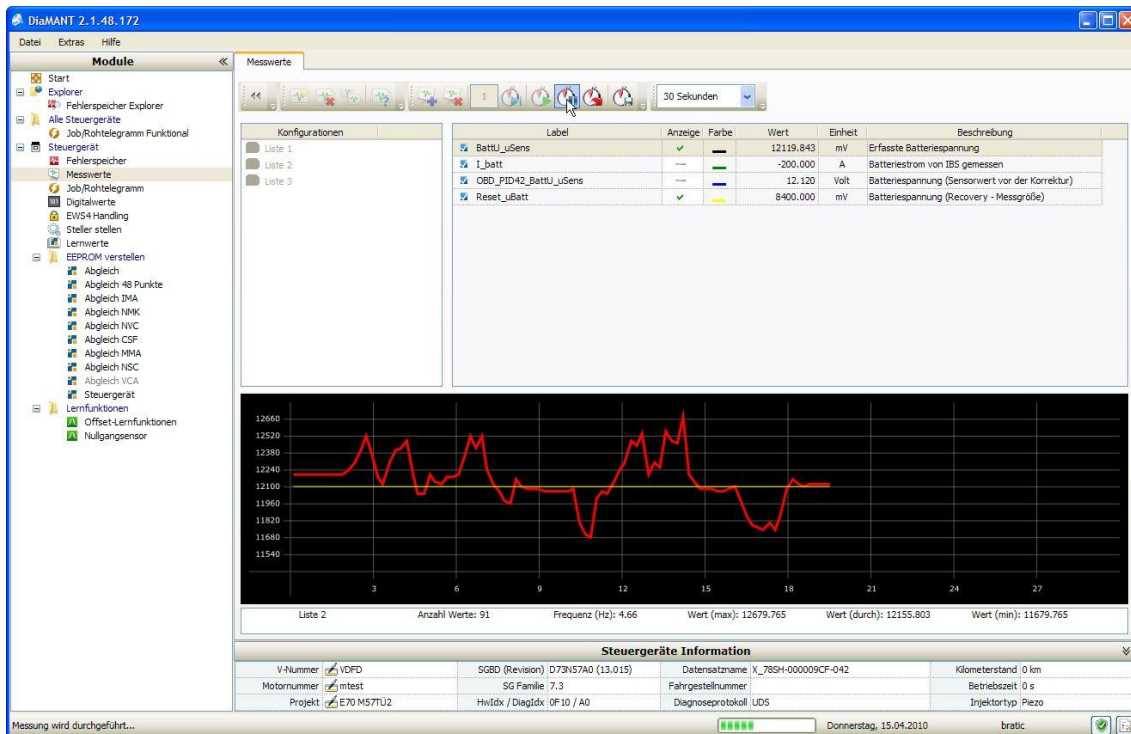 DiaMANT 2.1.48.172
Datei Extras Hilfe
Module
Start
Explorer
Fehlerspeicher Explorer
Alle Steuergeräte
Job/Rohtelegramm Funktional
Steuergerät
Fehlerspeicher
Messwerte
Job/Rohtelegramm
Digitalwerte
EWS4 Handling
Steller stellen
Lernwerte
EEPROM verstellen
Abgleich
Abgleich 48 Punkte
Abgleich IMA
Abgleich NMK
Abgleich NVC
Abgleich CSF
Abgleich MMA
Abgleich NSC
Abgleich VCA
Steuergerät
Lernfunktionen
Offset-Lernfunktionen
Nullgangsensor
Messwerte
1 30 Sekunden
Konfigurationen
Liste 1
Liste 2
Liste 3
Label Anzeige Farbe Wert Einheit Beschreibung
BattU_uSens 12119.843 mV Erfasste Batteriespannung
I_batt -200.000 A Batteriestrom von IBS gemessen
OBD_PID42_BattU_uSens 12.120 Volt Batteriespannung (Sensorwert vor der Korrektur)
Reset_uBatt 8400.000 mV Batteriespannung (Recovery - Messgröße)
12660
12520
12380
12240
12100
11960
11820
11680
11540
3 6 9 12 15 18 21 24 27
Liste 2 Anzahl Werte: 91 Frequenz (Hz): 4.66 Wert (max): 12679.765 Wert (durch): 12155.803 Wert (min): 11679.765
Steuergeräte Information
V-Nummer VDFD SGBD (Revision) D73N57A0 (13.015) Datensatzname X_78SH-000009CF-042 Kilometerstand 0 km
Motornummer mtest SG Familie 7.3 Fahrgestellnummer Betriebszeit 0 s
Projekt E70 M57TÜ2 HwIdx / DiagIdx 0F10 / A0 Diagnoseprotokoll UDS Injektortyp Piezo
Messung wird durchgeführt... Donnerstag, 15.04.2010 bratic